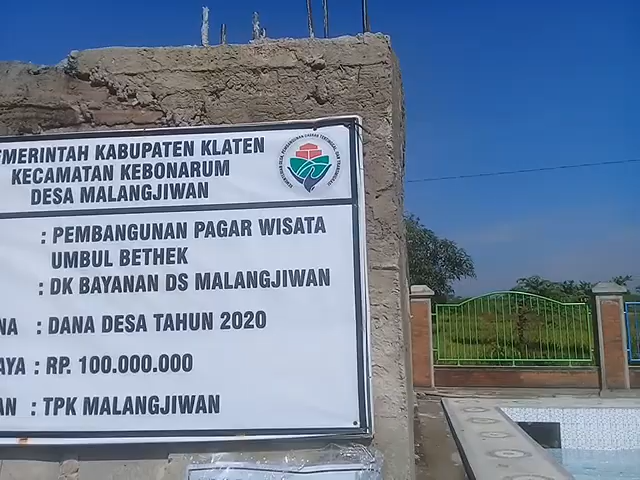 EMERINTAH KABUPATEN KLATEN
KECAMATAN KEBONARUM
DESA MALANGJIWAN
: PEMBANGUNAN PAGAR WISATA
UMBUL BETHEK
: DK BAYANAN DS MALANGJIWAN
NA : DANA DESA TAHUN 2020
AYA : RP. 100.000.000
AN : TPK MALANGJIWAN